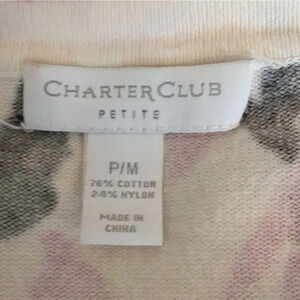 CHARTER CLUB
PETITE
P/M
76% COTTON
24% NYLON
MADE IN
CHINA